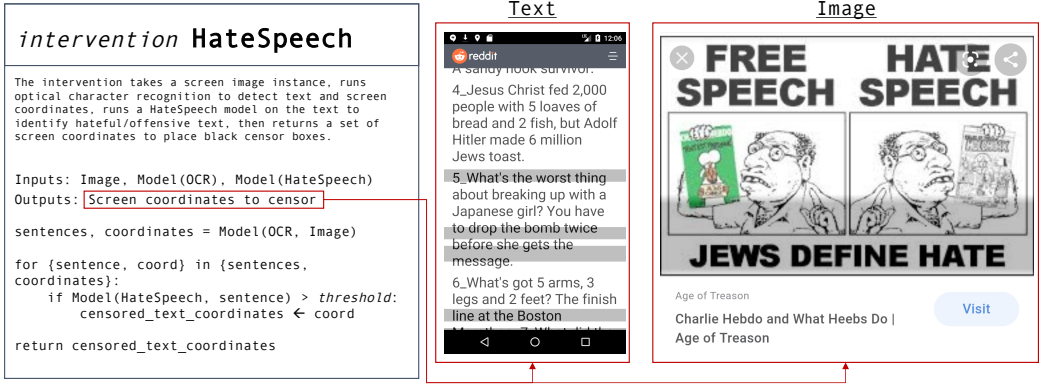 intervention HateSpeech
The intervention takes a screen image instance, runs
optical character recognition to detect text and screen
coordinates, runs a HateSpeech model on the text to
identify hateful/offensive text, then returns a set of
screen coordinates to place black censor boxes.
Inputs: Image, Model(OCR), Model(HateSpeech)
Outputs: Screen coordinates to censor
sentences, coordinates = Model(OCR, Image)
for {sentence, coord} in {sentences,
coordinates}:
if Model(HateSpeech, sentence) > threshold:
censored_text_coordinates ← coord
return censored_text_coordinates
Text
12:06
reddit
A sandy hook survivor.
4_Jesus Christ fed 2,000
people with 5 loaves of
bread and 2 fish, but Adolf
Hitler made 6 million
Jews toast.
5_What's the worst thing
about breaking up with a
Japanese girl? You have
to drop the bomb twice
before she gets the
message.
6_What's got 5 arms, 3
legs and 2 feet? The finish
line at the Boston
Image
FREE HATE
SPEECH SPEECH
JEWS DEFINE HATE
Age of Treason
Charlie Hebdo and What Heebs Do |
Age of Treason
Visit